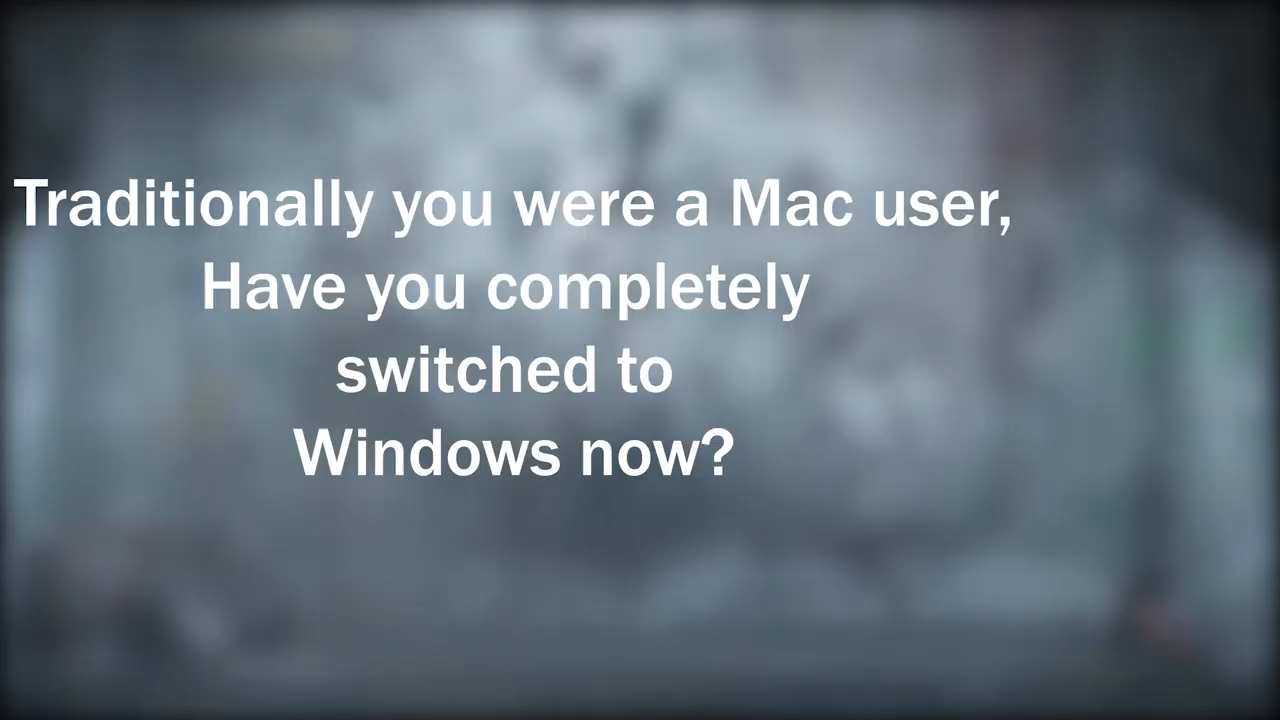 Traditionally you were a Mac user,
Have you completely
switched to
Windows now?